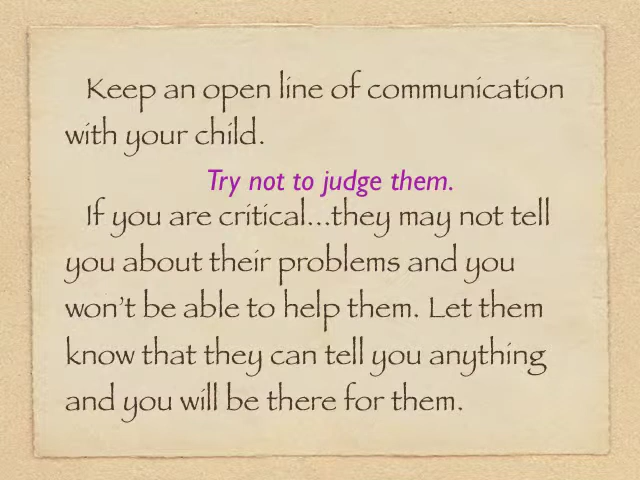 Keep an open line of communication
with your child.
Try not to judge them.
If you are critical...they may not tell
you about their problems and you
won't be able to help them. Let them
know that they can tell you anything
and you will be there for them.